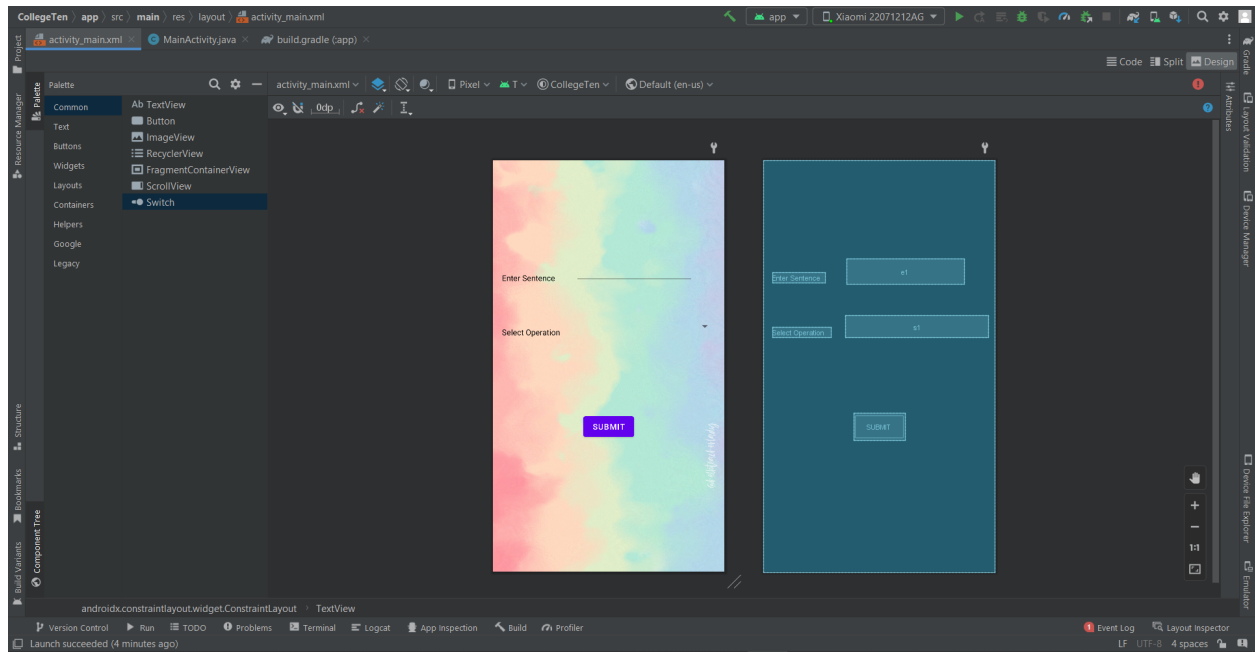 CollegeTen app src main res layout activity_main.xml app Xiaomi 22071212AG
activity_main.xml MainActivity.java build.gradle (:app)
Code Split Design
Palette activity_main.xml Pixel T CollegeTen Default (en-us)
0dp
Common
Text
Buttons
Widgets
Layouts
Containers
Helpers
Google
Legacy
Ab TextView
Button
ImageView
RecyclerView
FragmentContainerView
ScrollView
Switch
Enter Sentence
Select Operation
SUBMIT
Enter Sentence
e1
Select Operation
s1
SUBMIT
1:1
Project
Resource Manager
Structure
Bookmarks
Build Variants
Palette
Component Tree
Attributes
Gradle
Layout Validation
Device Manager
Device File Explorer
Emulator
androidx.constraintlayout.widget.ConstraintLayout TextView
Version Control Run TODO Problems Terminal Logcat App Inspection Build Profiler 1 Event Log Layout Inspector
Launch succeeded (4 minutes ago) LF UTF-8 4 spaces